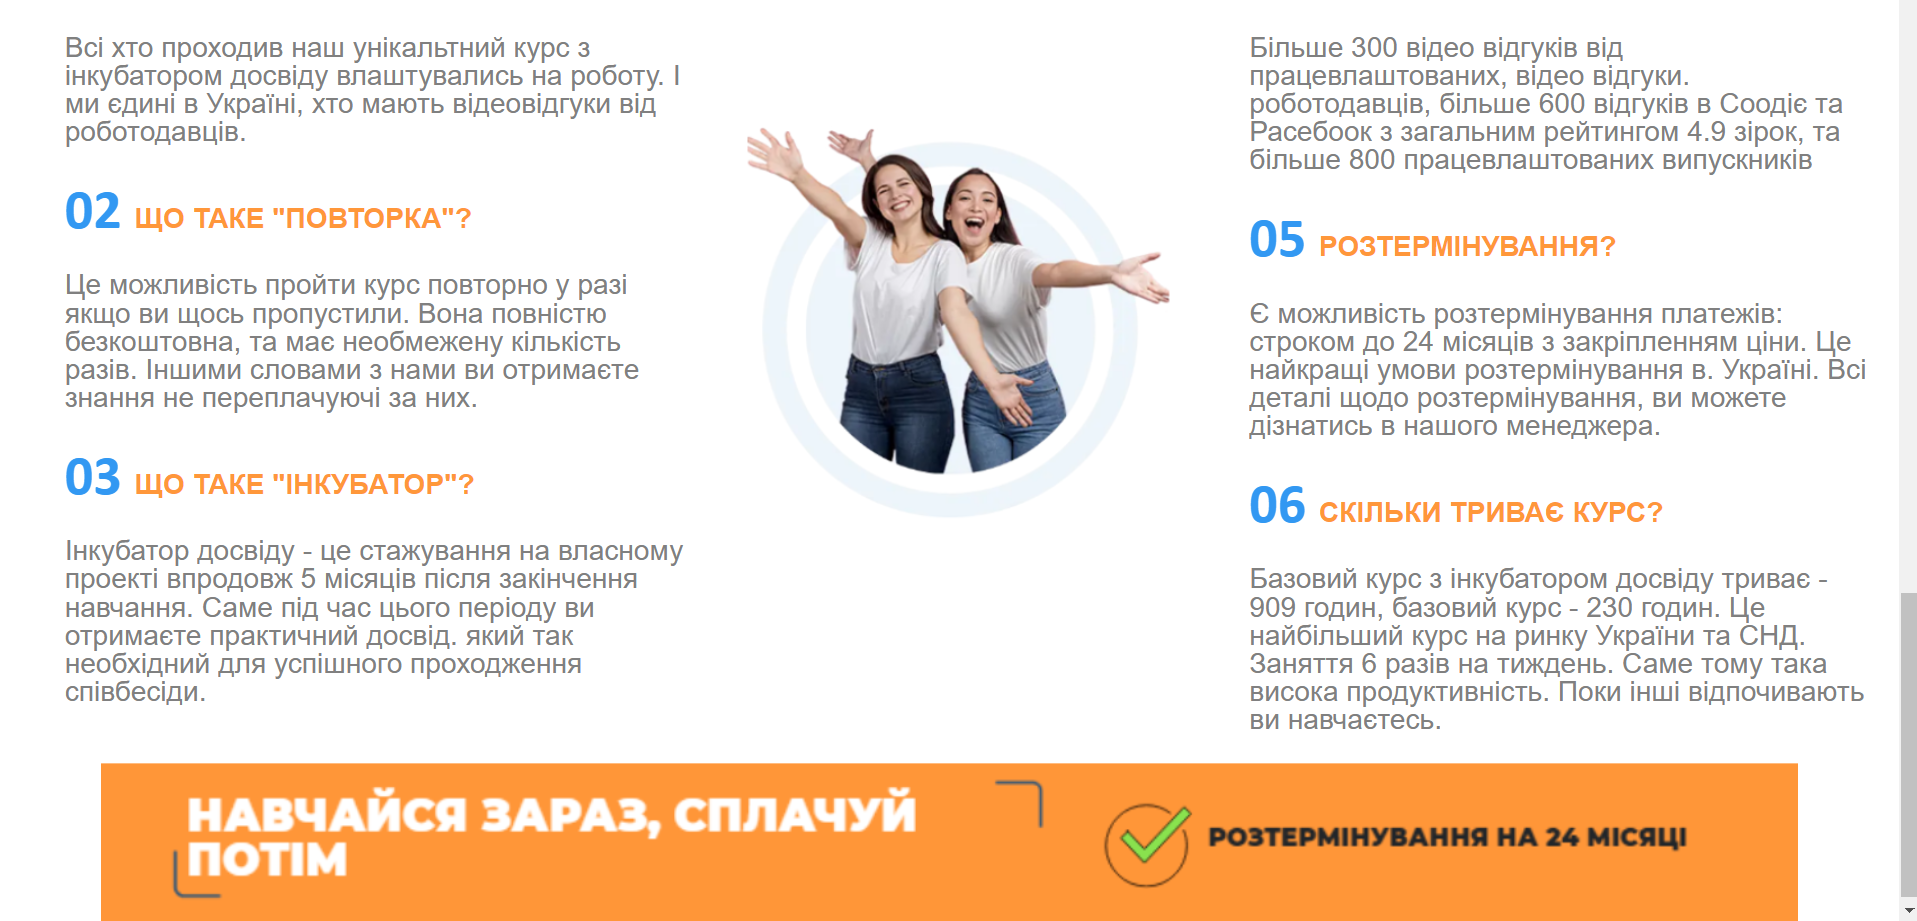 Всі хто проходив наш унікальтний курс з
інкубатором досвіду влаштувались на роботу. І
ми єдині в Україні, хто мають відеовідгуки від
роботодавців.
02 ЩО ТАКЕ "ПОВТОРКА"?
Це можливість пройти курс повторно у разі
якщо ви щось пропустили. Вона повністю
безкоштовна, та має необмежену кількість
разів. Іншими словами з нами ви отримаєте
знання не переплачуючі за них.
03 ЩО ТАКЕ "ІНКУБАТОР"?
Інкубатор досвіду - це стажування на власному
проекті впродовж 5 місяців після закінчення
навчання. Саме під час цього періоду ви
отримаєте практичний досвід. який так
необхідний для успішного проходження
співбесіди.
Більше 300 відео відгуків від
працевлаштованих, відео відгуки.
роботодавців, більше 600 відгуків в Соодіє та
Расебоок з загальним рейтингом 4.9 зірок, та
більше 800 працевлаштованих випускників
05 РОЗТЕРМІНУВАННЯ?
Є можливість розтермінування платежів:
строком до 24 місяців з закріпленням ціни. Це
найкращі умови розтермінування в. Україні. Всі
деталі щодо розтермінування, ви можете
дізнатись в нашого менеджера.
06 СКІЛЬКИ ТРИВАЄ КУРС?
Базовий курс з інкубатором досвіду триває -
909 годин, базовий курс - 230 годин. Це
найбільший курс на ринку України та СНД.
Заняття 6 разів на тиждень. Саме тому така
висока продуктивність. Поки інші відпочивають
ви навчаєтесь.
НАВЧАЙСЯ ЗАРАЗ, СПЛАЧУЙ
ПОТІМ
РОЗТЕРМІНУВАННЯ НА 24 МІСЯЦІ